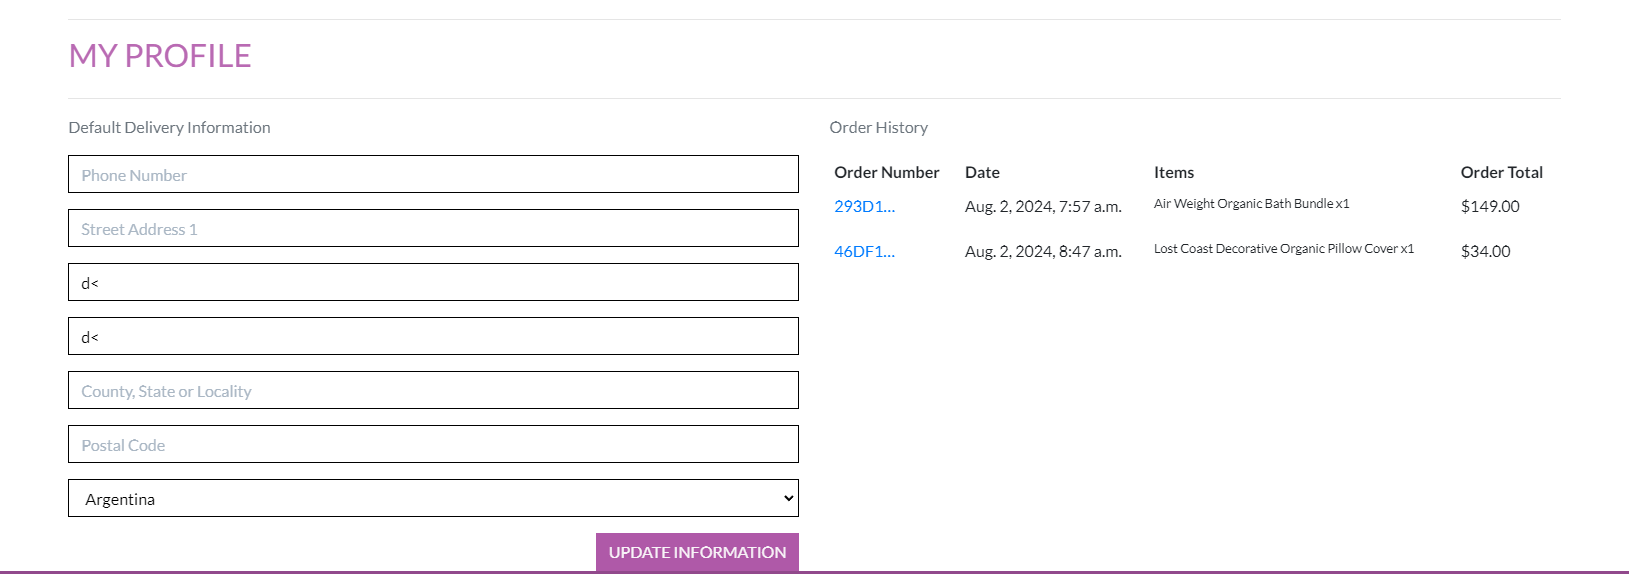 MY PROFILE
Default Delivery Information
Phone Number
Street Address 1
d<
d<
County, State or Locality
Postal Code
Argentina
UPDATE INFORMATION
Order History
Order Number Date Items Order Total
293D1... Aug. 2, 2024, 7:57 a.m. Air Weight Organic Bath Bundle x1 $149.00
46DF1... Aug. 2, 2024, 8:47 a.m. Lost Coast Decorative Organic Pillow Cover x1 $34.00